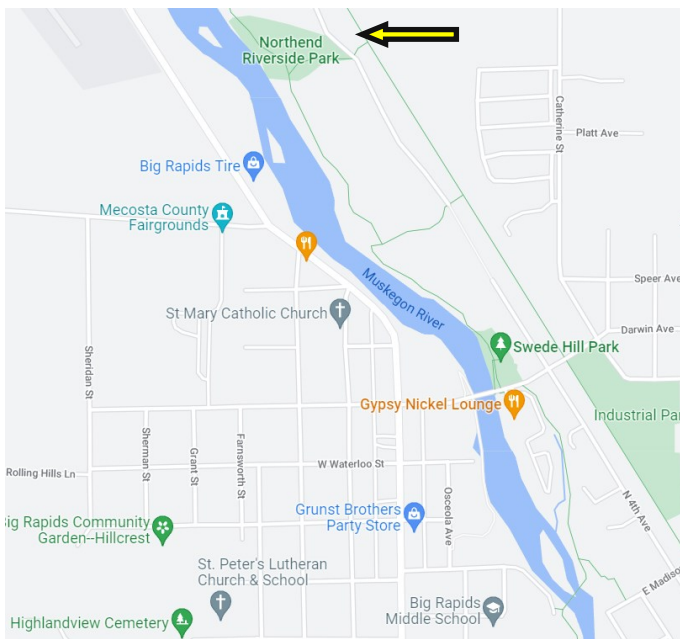 Northend
Riverside Park
Catherine St
Platt Ave
Big Rapids Tire
Mecosta County
Fairgrounds
Muskegon River
Speer Ave
St Mary Catholic Church
Darwin Ave
Swede Hill Park
Sheridan St
Gypsy Nickel Lounge
Industrial Par
Sherman St
Grant St
Farnsworth St
W Waterloo St
Rolling Hills Ln
Osceola Ave
N 4th Ave
Grunst Brothers
Party Store
Big Rapids Community
Garden--Hillcrest
St. Peter's Lutheran
Church & School
E Madiso
Big Rapids
Middle School
Highlandview Cemetery